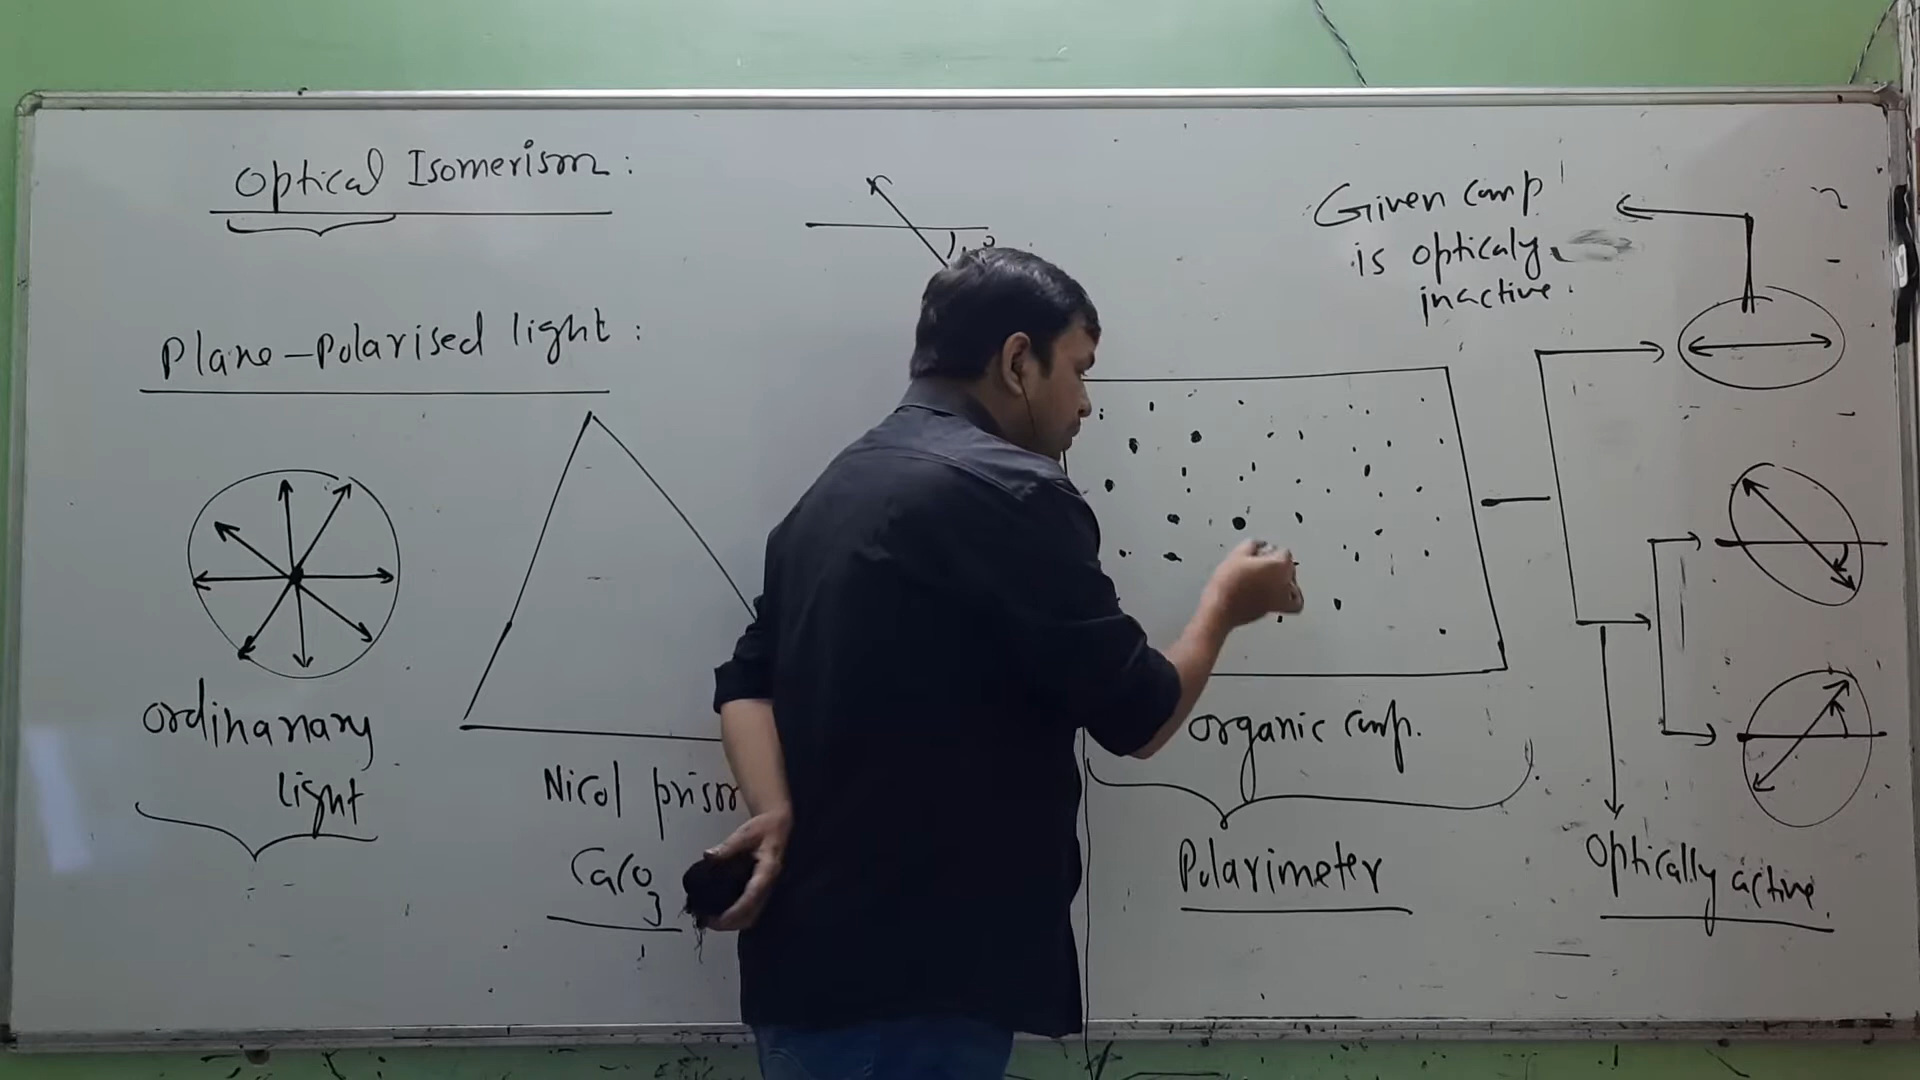 Optical Isomerism:
Plane-Polarised light:
ordinanary
light
Nicol prism
CaCO3
Given comp
is opticaly
inactive.
organic comp.
Polarimeter
Optically active.